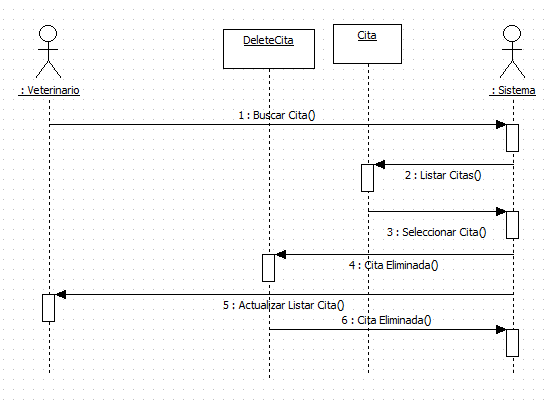 DeleteCita
Cita
: Veterinario
: Sistema
1 : Buscar Cita()
2 : Listar Citas()
3 : Seleccionar Cita()
4 : Cita Eliminada()
5 : Actualizar Listar Cita()
6 : Cita Eliminada()